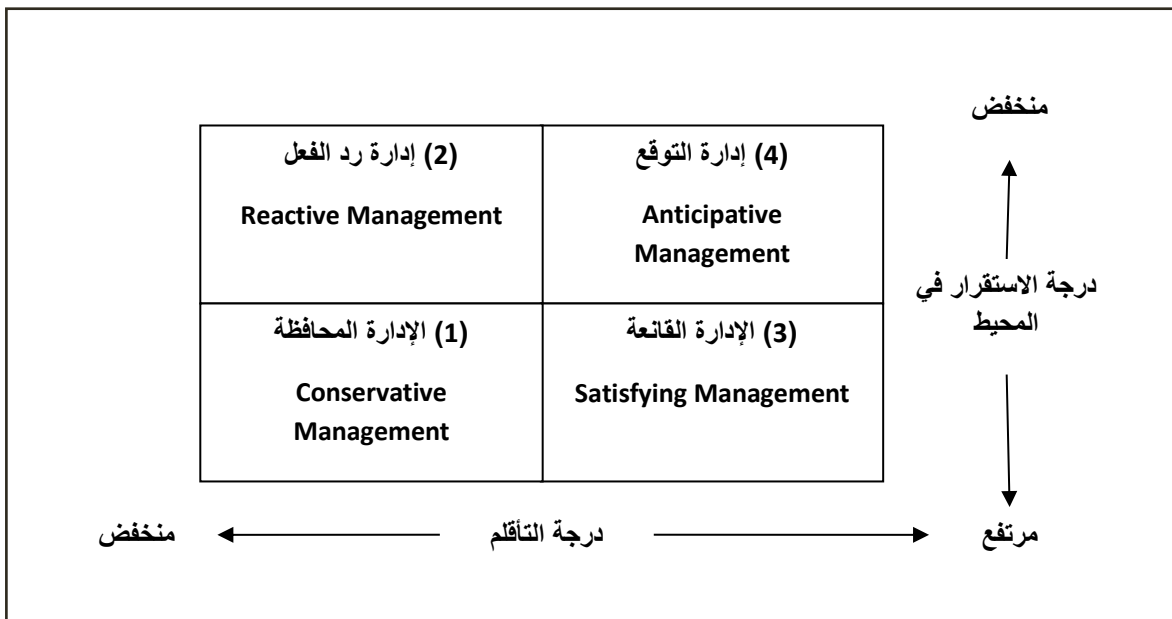 منخفض
(2) إدارة رد الفعل
Reactive Management
(4) إدارة التوقع
Anticipative
Management
درجة الاستقرار في
المحيط
(1) الإدارة المحافظة
Conservative
Management
(3) الإدارة القانعة
Satisfying Management
منخفض
درجة التأقلم
مرتفع